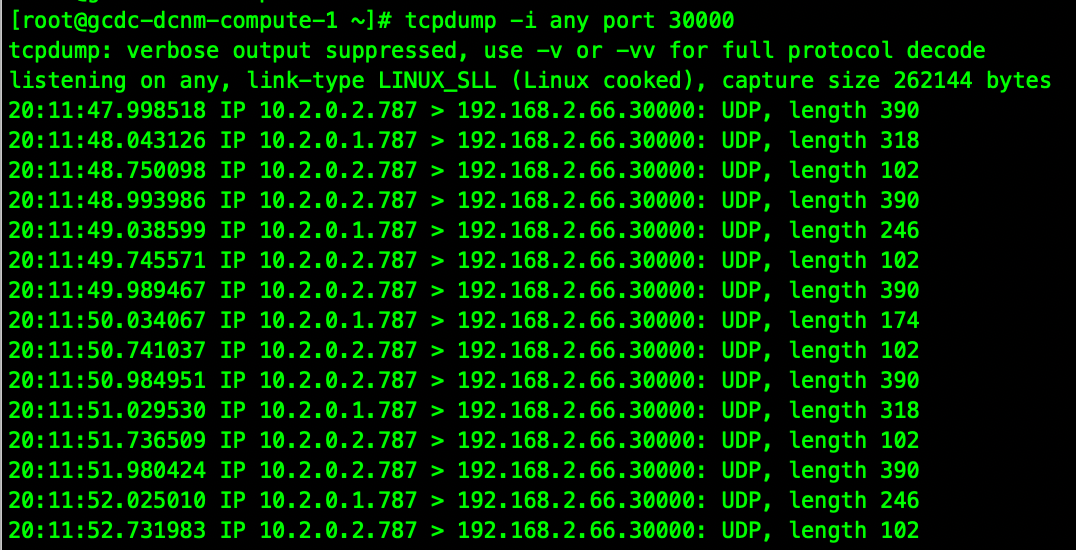 [root@gcdc-dcnm-compute-1 ~]# tcpdump -i any port 30000
tcpdump: verbose output suppressed, use -v or -vv for full protocol decode
listening on any, link-type LINUX_SLL (Linux cooked), capture size 262144 bytes
20:11:47.998518 IP 10.2.0.2.787 > 192.168.2.66.30000: UDP, length 390
20:11:48.043126 IP 10.2.0.1.787 > 192.168.2.66.30000: UDP, length 318
20:11:48.750098 IP 10.2.0.2.787 > 192.168.2.66.30000: UDP, length 102
20:11:48.993986 IP 10.2.0.2.787 > 192.168.2.66.30000: UDP, length 390
20:11:49.038599 IP 10.2.0.1.787 > 192.168.2.66.30000: UDP, length 246
20:11:49.745571 IP 10.2.0.2.787 > 192.168.2.66.30000: UDP, length 102
20:11:49.989467 IP 10.2.0.2.787 > 192.168.2.66.30000: UDP, length 390
20:11:50.034067 IP 10.2.0.1.787 > 192.168.2.66.30000: UDP, length 174
20:11:50.741037 IP 10.2.0.2.787 > 192.168.2.66.30000: UDP, length 102
20:11:50.984951 IP 10.2.0.2.787 > 192.168.2.66.30000: UDP, length 390
20:11:51.029530 IP 10.2.0.1.787 > 192.168.2.66.30000: UDP, length 318
20:11:51.736509 IP 10.2.0.2.787 > 192.168.2.66.30000: UDP, length 102
20:11:51.980424 IP 10.2.0.2.787 > 192.168.2.66.30000: UDP, length 390
20:11:52.025010 IP 10.2.0.1.787 > 192.168.2.66.30000: UDP, length 246
20:11:52.731983 IP 10.2.0.2.787 > 192.168.2.66.30000: UDP, length 102